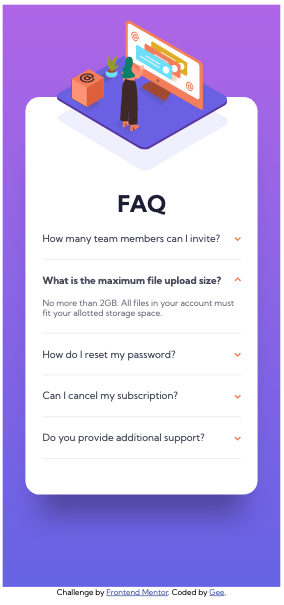 FAQ
How many team members can I invite?
What is the maximum file upload size?
No more than 2GB. All files in your account must
fit your allotted storage space.
How do I reset my password?
Can I cancel my subscription?
Do you provide additional support?
Challenge by Frontend Mentor. Coded by Gee.